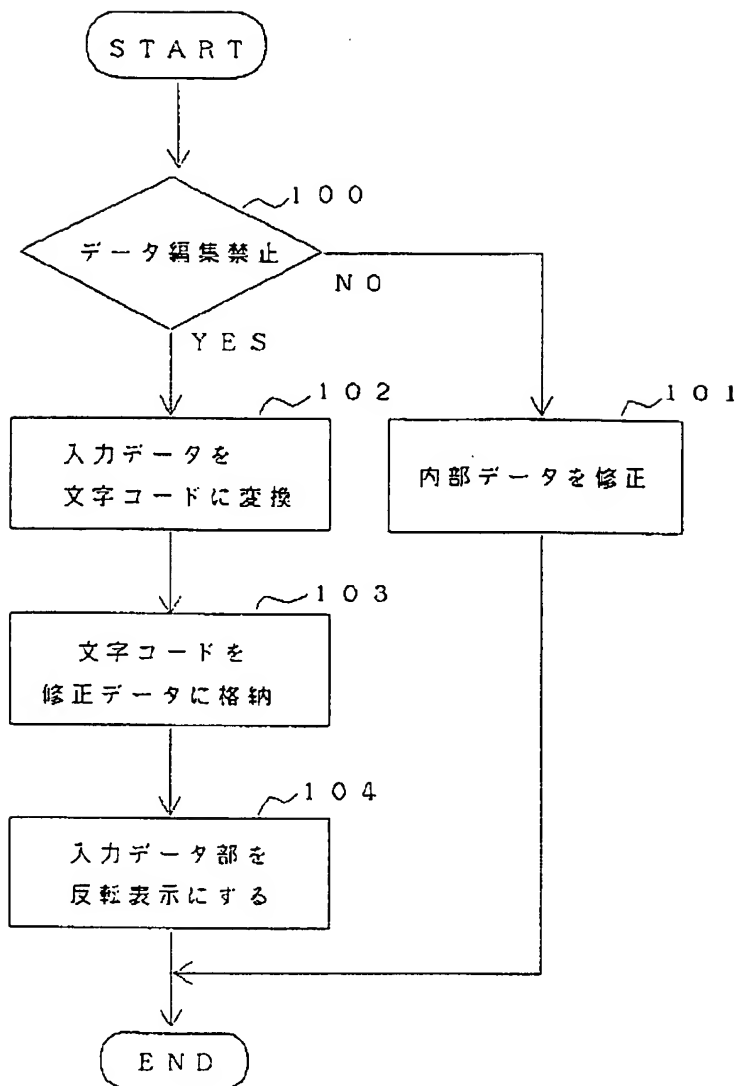 START
100
データ編集禁止
NO
YES
102
101
入力データを
文字コードに変換
内部データを修正
103
文字コードを
修正データに格納
104
入力データ部を
反転表示にする
END